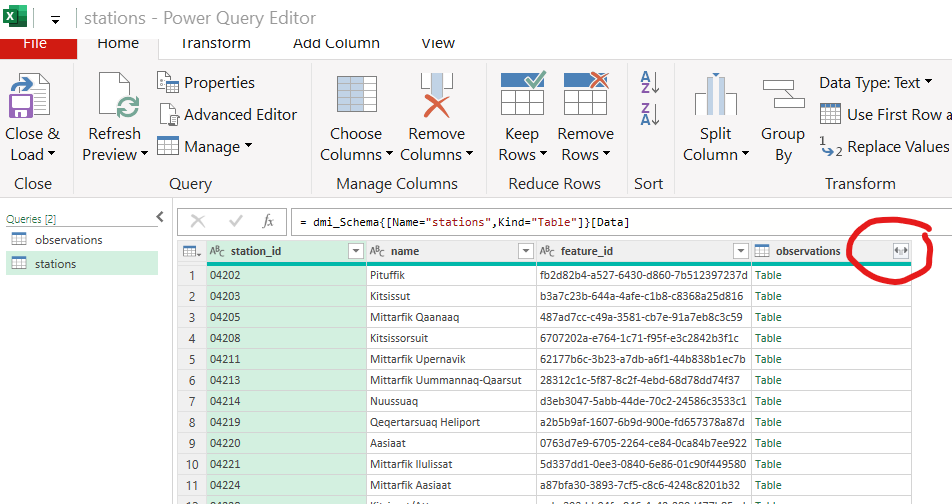 stations - Power Query Editor
File Home Transform Add Column View
Properties
Advanced Editor
Manage
Close & Load
Refresh Preview
Choose Columns
Remove Columns
Keep Rows
Remove Rows
A Z
Z A
Split Column
Group By
Data Type: Text
Use First Row a
1 2 Replace Values
Close Query Manage Columns Reduce Rows Sort Transform
Queries [2]
observations
stations
fx = dmi_Schema{[Name="stations",Kind="Table"]}[Data]
ABC station_id ABC name ABC feature_id observations
1 04202 Pituffik fb2d82b4-a527-6430-d860-7b512397237d Table
2 04203 Kitsissut b3a7c23b-644a-4afe-c1b8-c8368a25d816 Table
3 04205 Mittarfik Qaanaaq 487ad7cc-c49a-3581-cb7e-91a7eb8c3c59 Table
4 04208 Kitsissorsuit 6707202a-e764-1c71-f95f-e3c2842b3f1c Table
5 04211 Mittarfik Upernavik 62177b6c-3b23-a7db-a6f1-44b838b1ec7b Table
6 04213 Mittarfik Uummannaq-Qaarsut 28312c1c-5f87-8c2f-4ebd-68d78dd74f37 Table
7 04214 Nuussuaq d3eb3047-5abb-44de-70c2-24586c3533c1 Table
8 04219 Qeqertarsuaq Heliport a2b5b9af-1607-6b9d-900e-fd657378a87d Table
9 04220 Aasiaat 0763d7e9-6705-2264-ce84-0ca84b7ee922 Table
10 04221 Mittarfik Ilulissat 5d337dd1-0ee3-0840-6e86-01c90f449580 Table
11 04224 Mittarfik Aasiaat a87bfa30-3893-7cf5-c8c6-4248c8201b32 Table